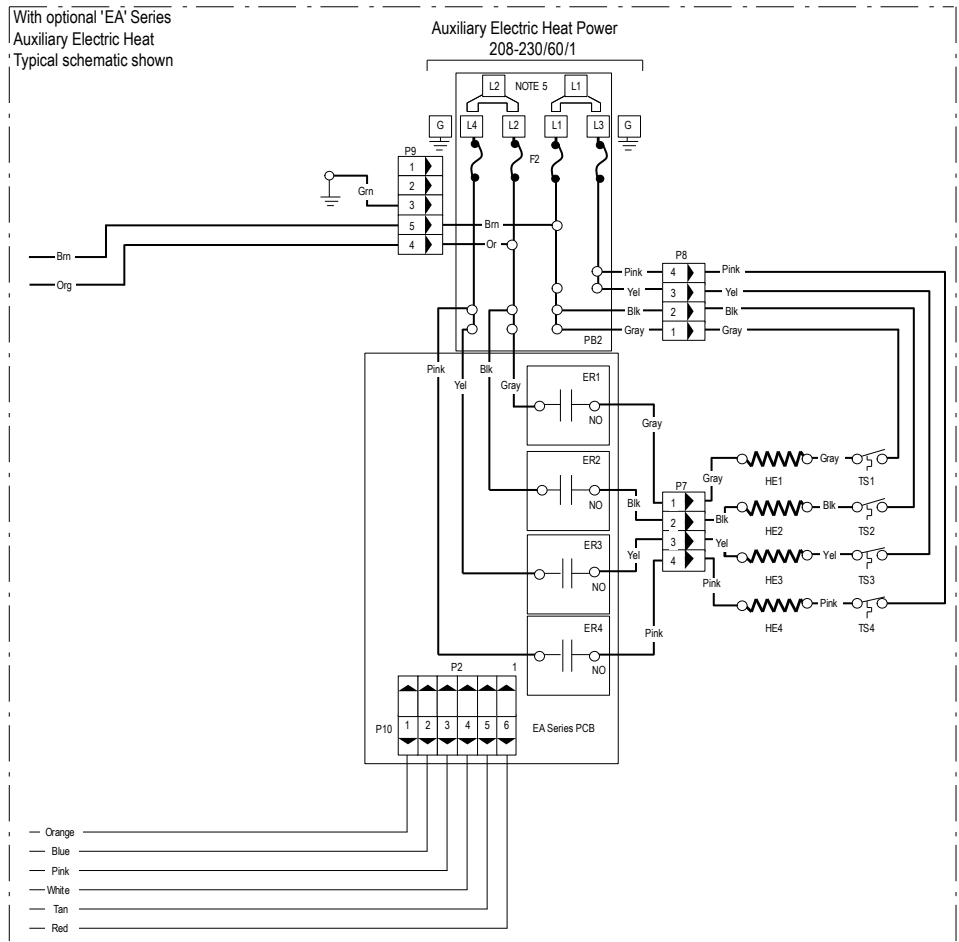 With optional 'EA' Series
Auxiliary Electric Heat
Typical schematic shown
Auxiliary Electric Heat Power
208-230/60/1
L2 NOTE 5 L1
G L4 L2 L1 L3 G
F2
P9
1
2
3
5
4
Grn
Brn
Or
Brn
Org
P8
Pink 4 Pink
Yel 3 Yel
Blk 2 Blk
Gray 1 Gray
PB2
Pink
Yel
Blk
Gray
ER1
NO
Gray
ER2
NO
Blk
ER3
NO
Yel
ER4
NO
Pink
P7
1
2
3
4
Gray
Blk
Yel
Pink
Gray
HE1 TS1
Blk
HE2 TS2
Yel
HE3 TS3
Pink
HE4 TS4
P2 1
P10 1 2 3 4 5 6
EA Series PCB
Orange
Blue
Pink
White
Tan
Red